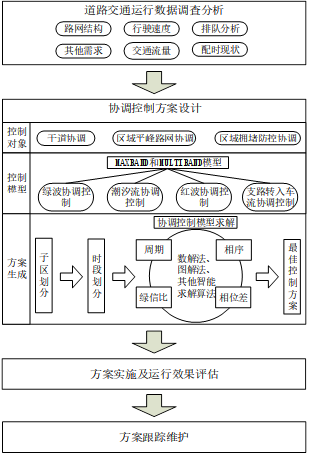 道路交通运行数据调查分析
路网结构
行驶速度
排队分析
其他需求
交通流量
配时现状
协调控制方案设计
控制
对象
干道协调
区域平峰路网协调
区域拥堵防控协调
控制
模型
MAXBAND和MULTIBAND模型
绿波协调控
制
潮汐流协调
控制
红波协调控
制
支路转入车
流协调控制
方案
生成
子区划分
时段划分
协调控制模型求解
周期
相序
数解法、
图解法、
其他智能
求解算法
绿信比
相位差
最佳控制方案
方案实施及运行效果评估
方案跟踪维护